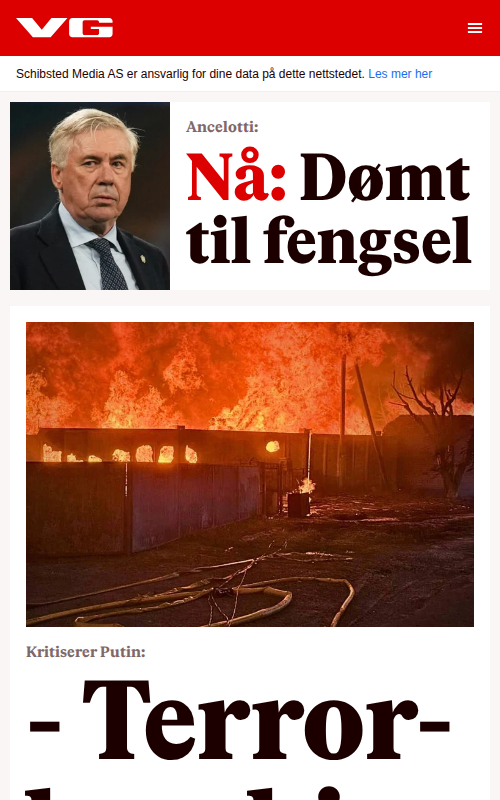 VG
Schibsted Media AS er ansvarlig for dine data på dette nettstedet. Les mer her
Ancelotti:
Nå: Dømt
til fengsel
Kritiserer Putin:
- Terror-